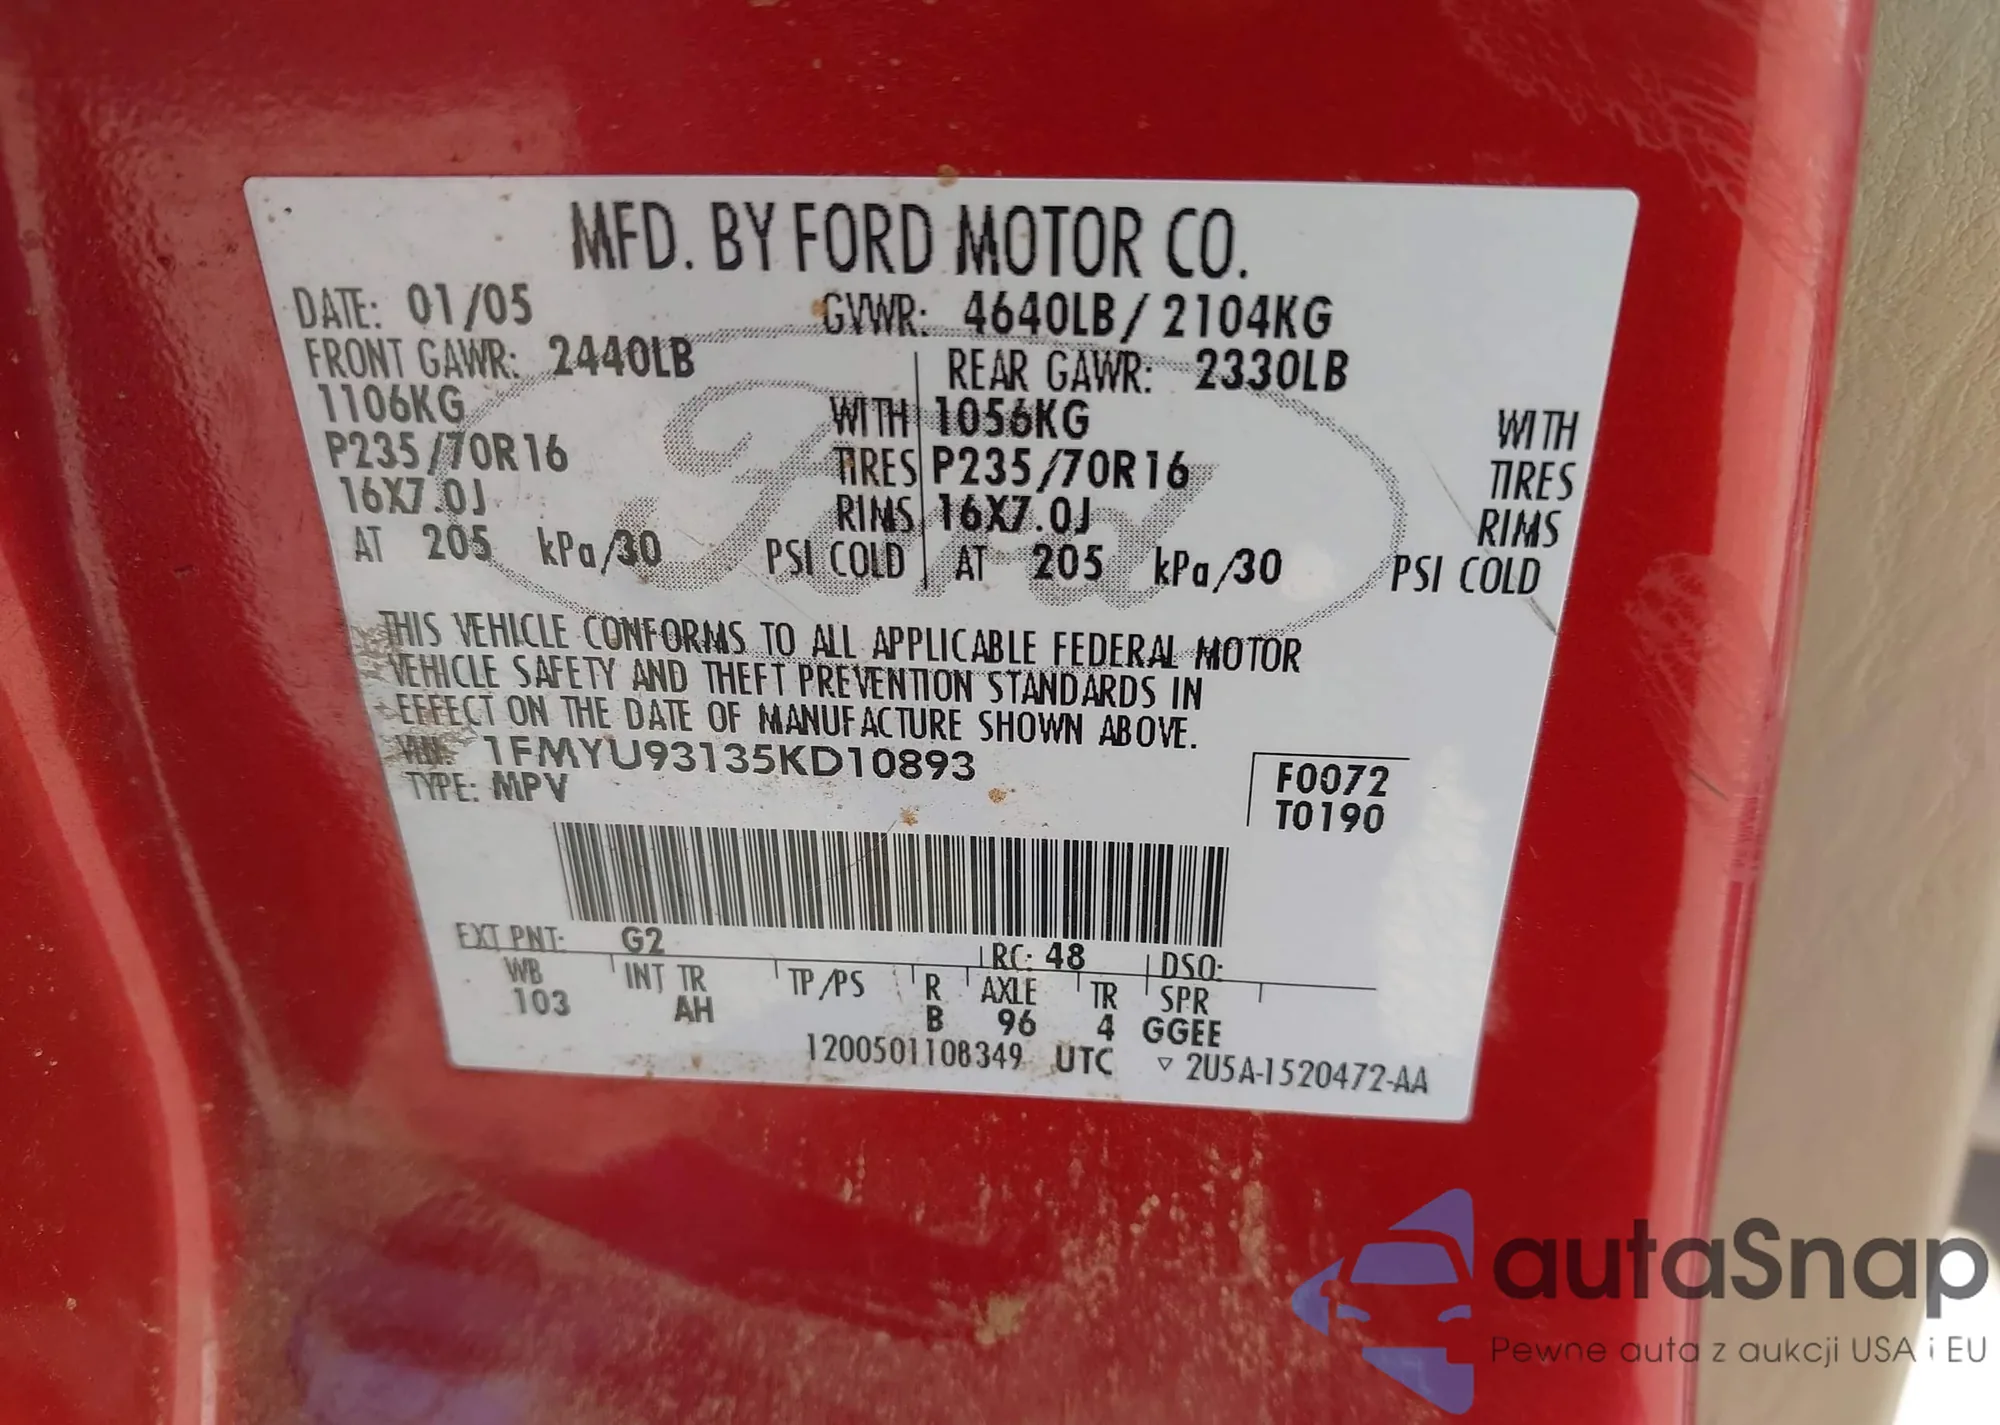 MFD. BY FORD MOTOR CO.
DATE: 01/05 GVWR: 4640LB / 2104KG
FRONT GAWR: 2440LB REAR GAWR: 2330LB
1106KG WITH 1056KG WITH
P235/70R16 TIRES P235/70R16 TIRES
16X7.0J RIMS 16X7.0J RIMS
AT 205 kPa/30 PSI COLD AT 205 kPa/30 PSI COLD
Ford
THIS VEHICLE CONFORMS TO ALL APPLICABLE FEDERAL MOTOR
VEHICLE SAFETY AND THEFT PREVENTION STANDARDS IN
EFFECT ON THE DATE OF MANUFACTURE SHOWN ABOVE.
VIN: 1FMYU93135KD10893
TYPE: MPV
F0072
T0190
EXT PNT: G2 RC: 48 DSO:
WB INT TR TP/PS R AXLE TR SPR
103 AH B 96 4 GGEE
1200501108349 UTC ▽ 2U5A-1520472-AA
autaSnap
Pewne auta z aukcji USA i EU